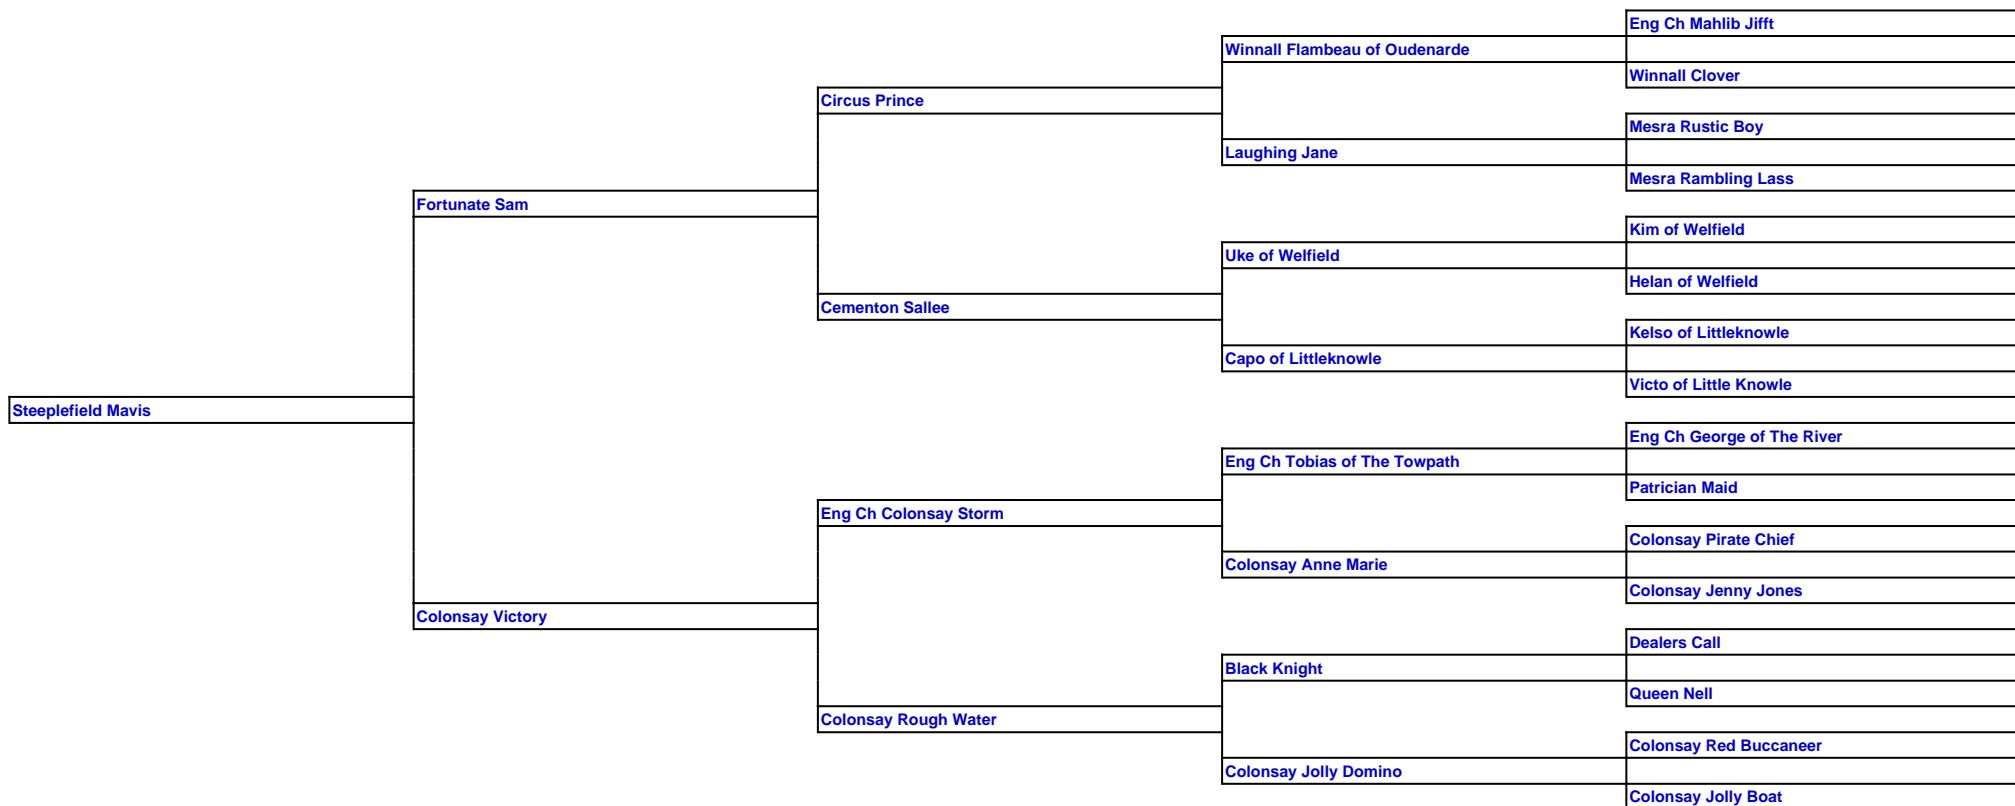 Eng Ch Mahlib Jifft
Winnall Flambeau of Oudenarde
Winnall Clover
Circus Prince
Mesra Rustic Boy
Laughing Jane
Mesra Rambling Lass
Fortunate Sam
Kim of Welfield
Uke of Welfield
Helan of Welfield
Cementon Sallee
Kelso of Littleknowle
Capo of Littleknowle
Victo of Little Knowle
Steeplefield Mavis
Eng Ch George of The River
Eng Ch Tobias of The Towpath
Patrician Maid
Eng Ch Colonsay Storm
Colonsay Pirate Chief
Colonsay Anne Marie
Colonsay Jenny Jones
Colonsay Victory
Dealers Call
Black Knight
Queen Nell
Colonsay Rough Water
Colonsay Red Buccaneer
Colonsay Jolly Domino
Colonsay Jolly Boat